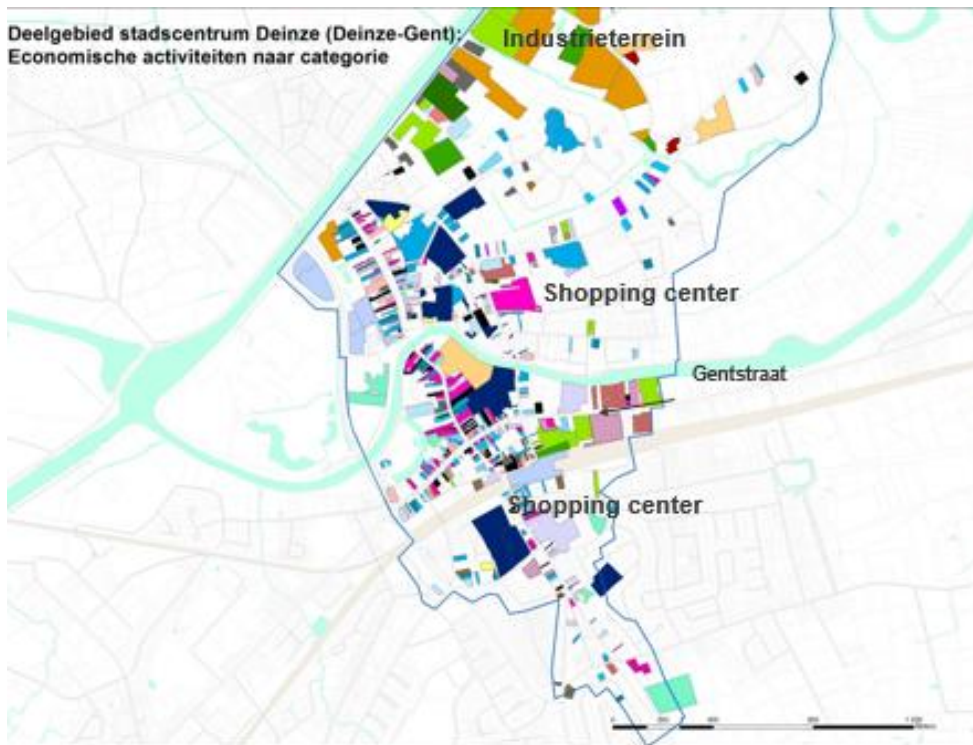 Deelgebied stadscentrum Deinze (Deinze-Gent):
Economische activiteiten naar categorie
Industrieterrein
Shopping center
Gentstraat
Shopping center